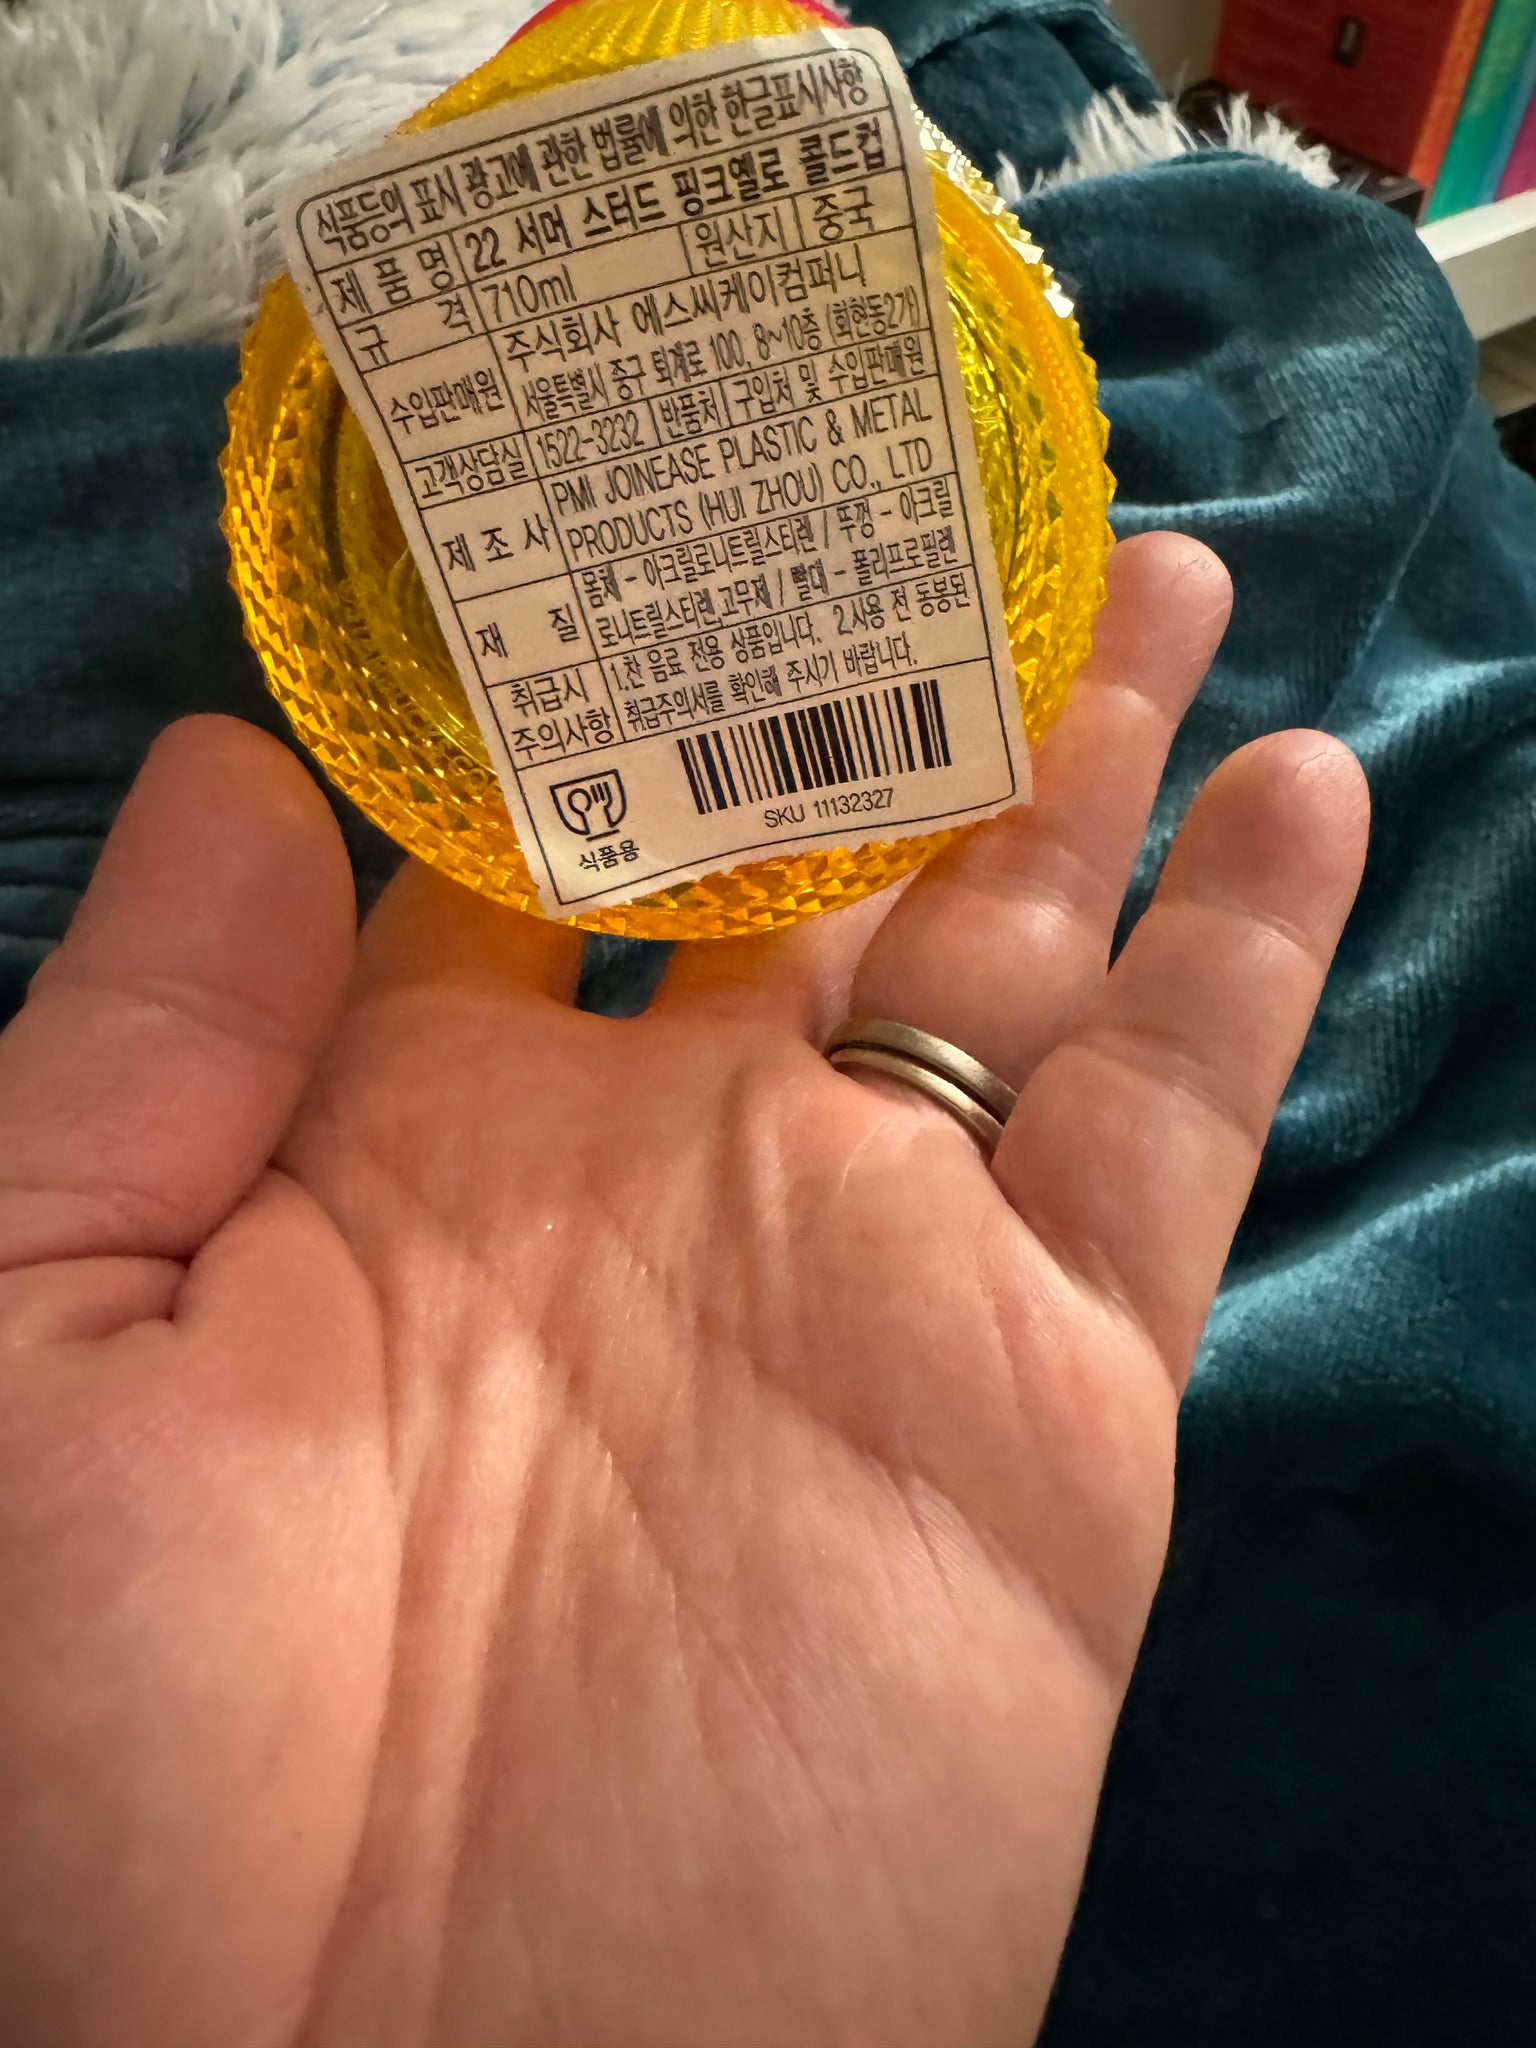 식품등의 표시 광고에 관한 법률에 의한 한글표시사항
제품명 22 서머 스터드 핑크옐로 콜드컵
규격 710ml 원산지 중국
수입판매원 주식회사 에스씨케이컴퍼니
서울특별시 중구 퇴계로 100, 8~10층 (회현동2가)
고객상담실 1522-3232 반품처 구입처 및 수입판매원
제조사 PMI JOINEASE PLASTIC & METAL
PRODUCTS (HUI ZHOU) CO., LTD
재질 몸체 - 아크릴로니트릴스티렌 / 뚜껑 - 아크릴
로니트릴스티렌,고무제 / 빨대 - 폴리프로필렌
취급시 1.찬 음료 전용 상품입니다. 2.사용 전 동봉된
주의사항 취급주의서를 확인해 주시기 바랍니다.
식품용
SKU 11132327